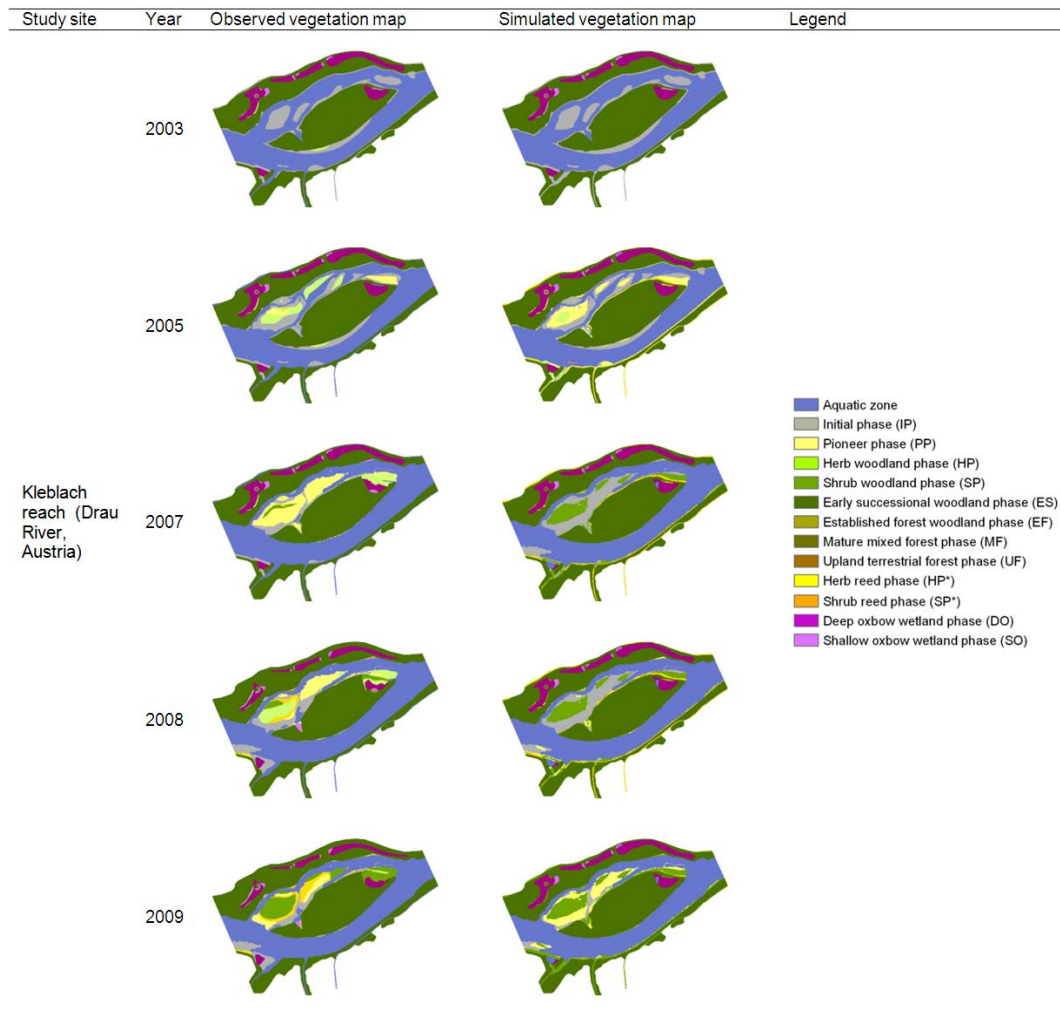 Study site Year Observed vegetation map Simulated vegetation map Legend
2003
2005
Aquatic zone
Initial phase (IP)
Pioneer phase (PP)
Herb woodland phase (HP)
Shrub woodland phase (SP)
Early successional woodland phase (ES)
Established forest woodland phase (EF)
Mature mixed forest phase (MF)
Upland terrestrial forest phase (UF)
Herb reed phase (HP*)
Shrub reed phase (SP*)
Deep oxbow wetland phase (DO)
Shallow oxbow wetland phase (SO)
Kleblach
reach (Drau
River,
Austria)
2007
2008
2009